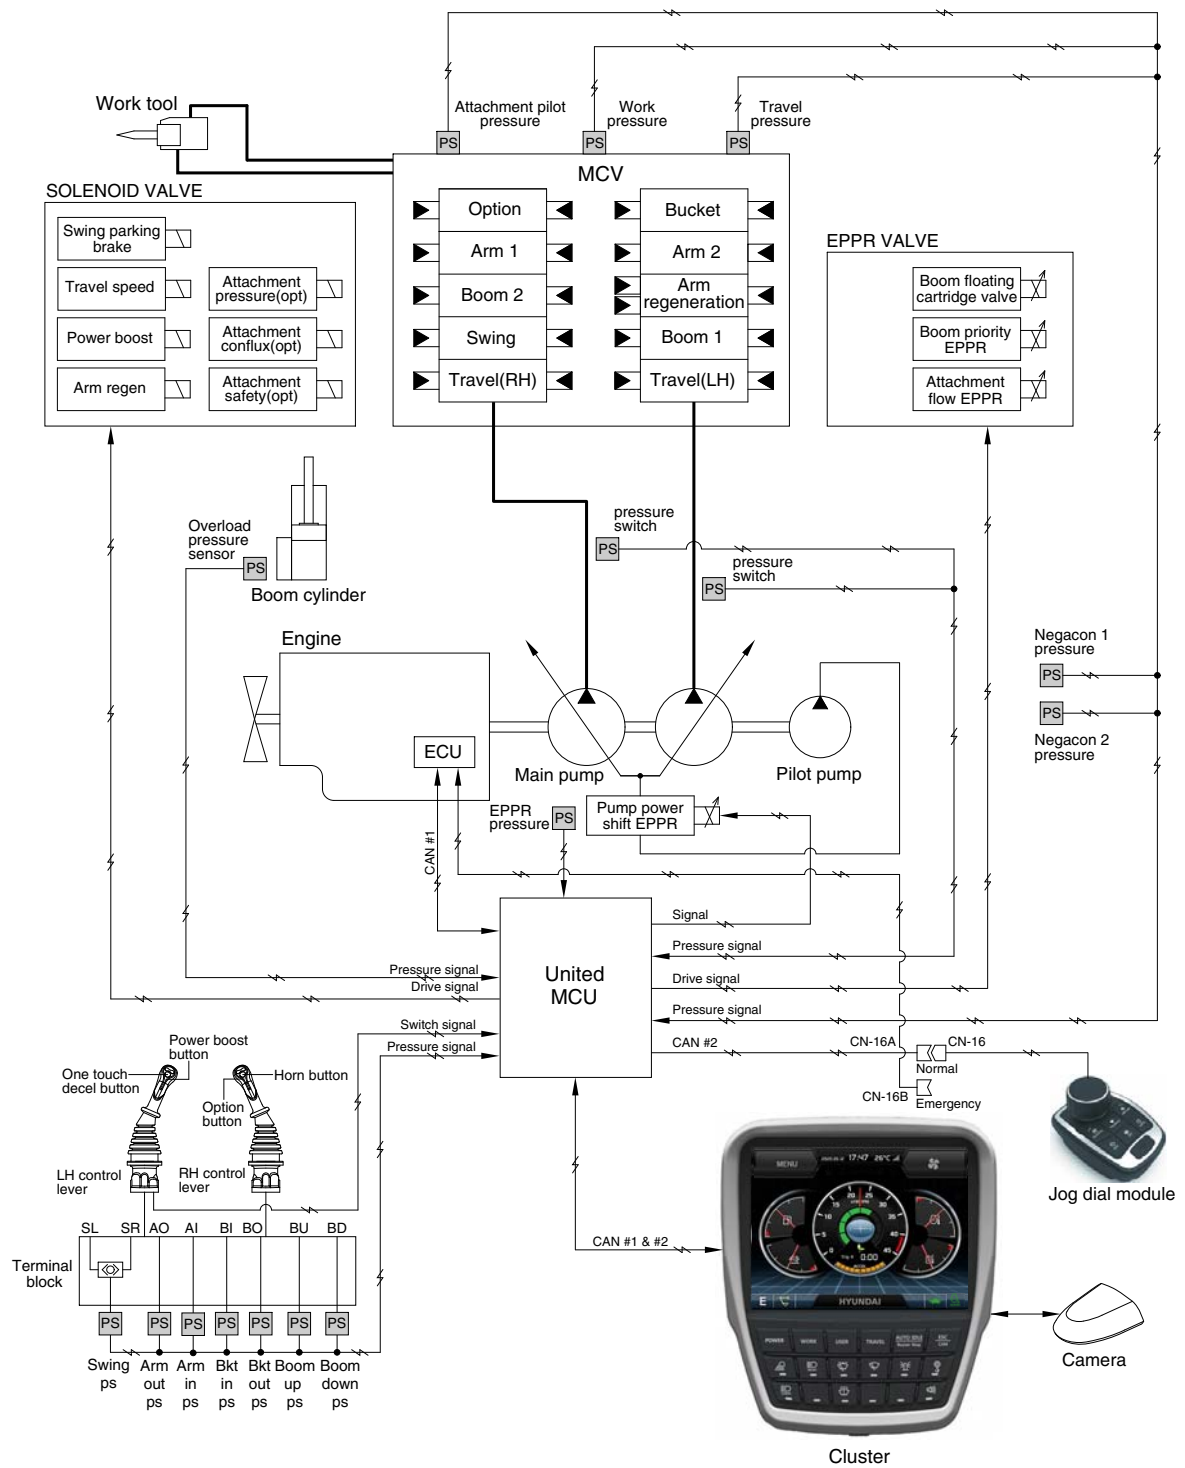 Attachment pilot
pressure
Work
pressure
Travel
pressure
PS
PS
PS
Work tool
MCV
SOLENOID VALVE
Swing parking
brake
Travel speed
Attachment
pressure(opt)
Power boost
Attachment
conflux(opt)
Arm regen
Attachment
safety(opt)
Option
Arm 1
Boom 2
Swing
Travel(RH)
Bucket
Arm 2
Arm
regeneration
Boom 1
Travel(LH)
EPPR VALVE
Boom floating
cartridge valve
Boom priority
EPPR
Attachment
flow EPPR
Overload
pressure
sensor
PS
Boom cylinder
pressure
switch
PS
pressure
switch
PS
Engine
ECU
Main pump
Pilot pump
Negacon 1
pressure
PS
PS
Negacon 2
pressure
EPPR
pressure
PS
Pump power
shift EPPR
CAN #1
United
MCU
Pressure signal
Drive signal
Switch signal
Pressure signal
Signal
Pressure signal
Drive signal
Pressure signal
CAN #2
CN-16A
CN-16
Normal
CN-16B
Emergency
Jog dial module
Power boost
button
One touch
decel button
Horn button
Option
button
LH control
lever
RH control
lever
SL SR AO AI BI BO BU BD
Terminal
block
PS PS PS PS PS PS PS
Swing
ps
Arm
out
ps
Arm
in
ps
Bkt
in
ps
Bkt
out
ps
Boom
up
ps
Boom
down
ps
CAN #1 & #2
MENU
17:47 26°C
0:00
E
HYUNDAI
POWER WORK USER TRAVEL AUTO IDLE
Camera
Cluster